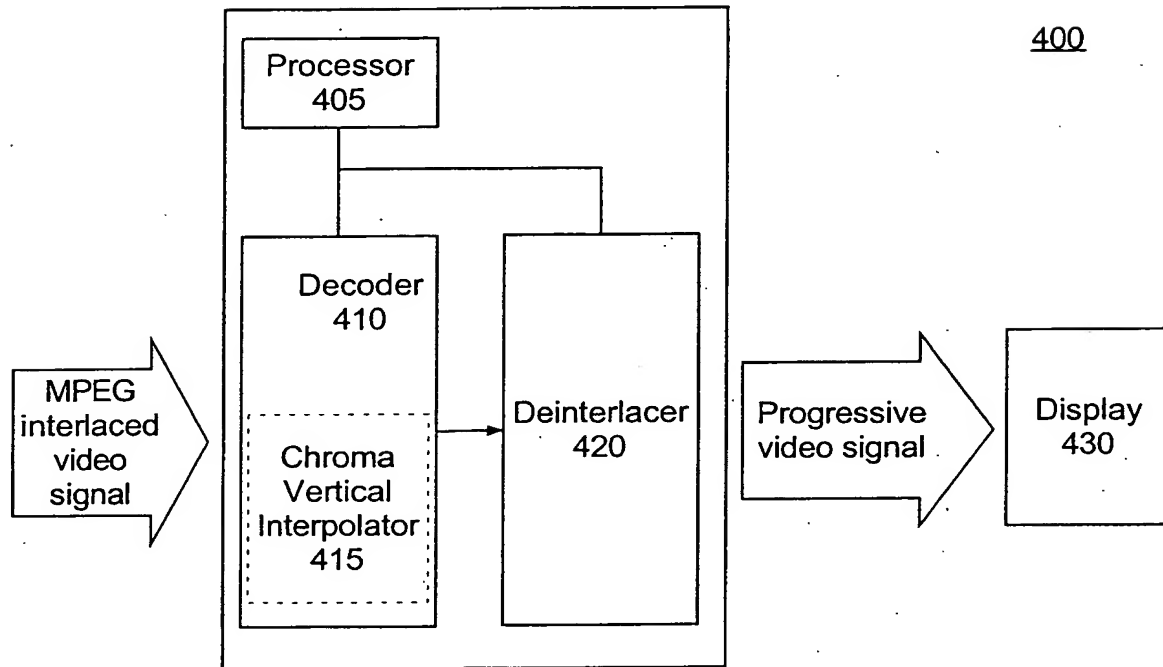 400
Processor
405
Decoder
410
MPEG
interlaced
video
signal
Chroma
Vertical
Interpolator
415
Deinterlacer
420
Progressive
video signal
Display
430